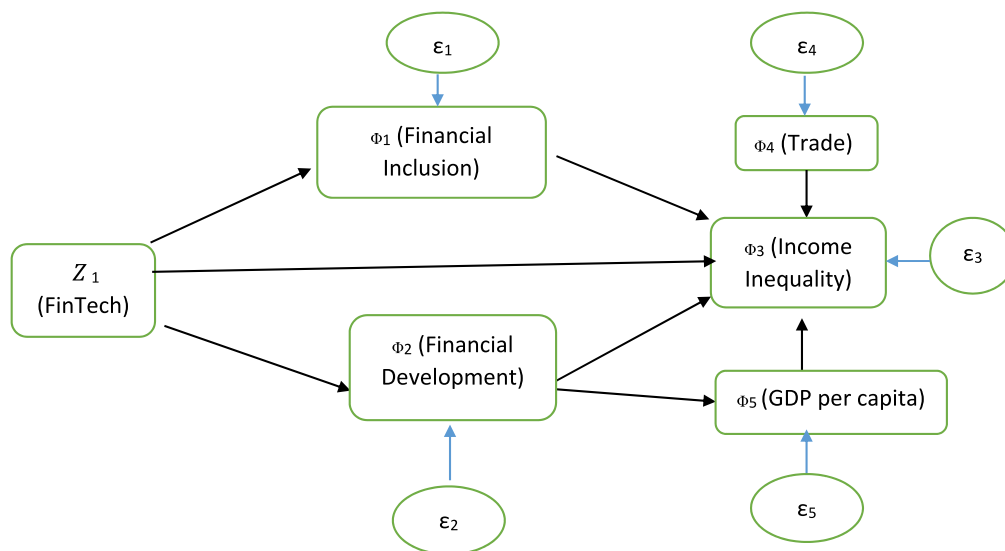 ε1
ε4
Φ1 (Financial
Inclusion)
Φ4 (Trade)
Z 1
(FinTech)
Φ3 (Income
Inequality)
ε3
Φ2 (Financial
Development)
Φ5 (GDP per capita)
ε2
ε5